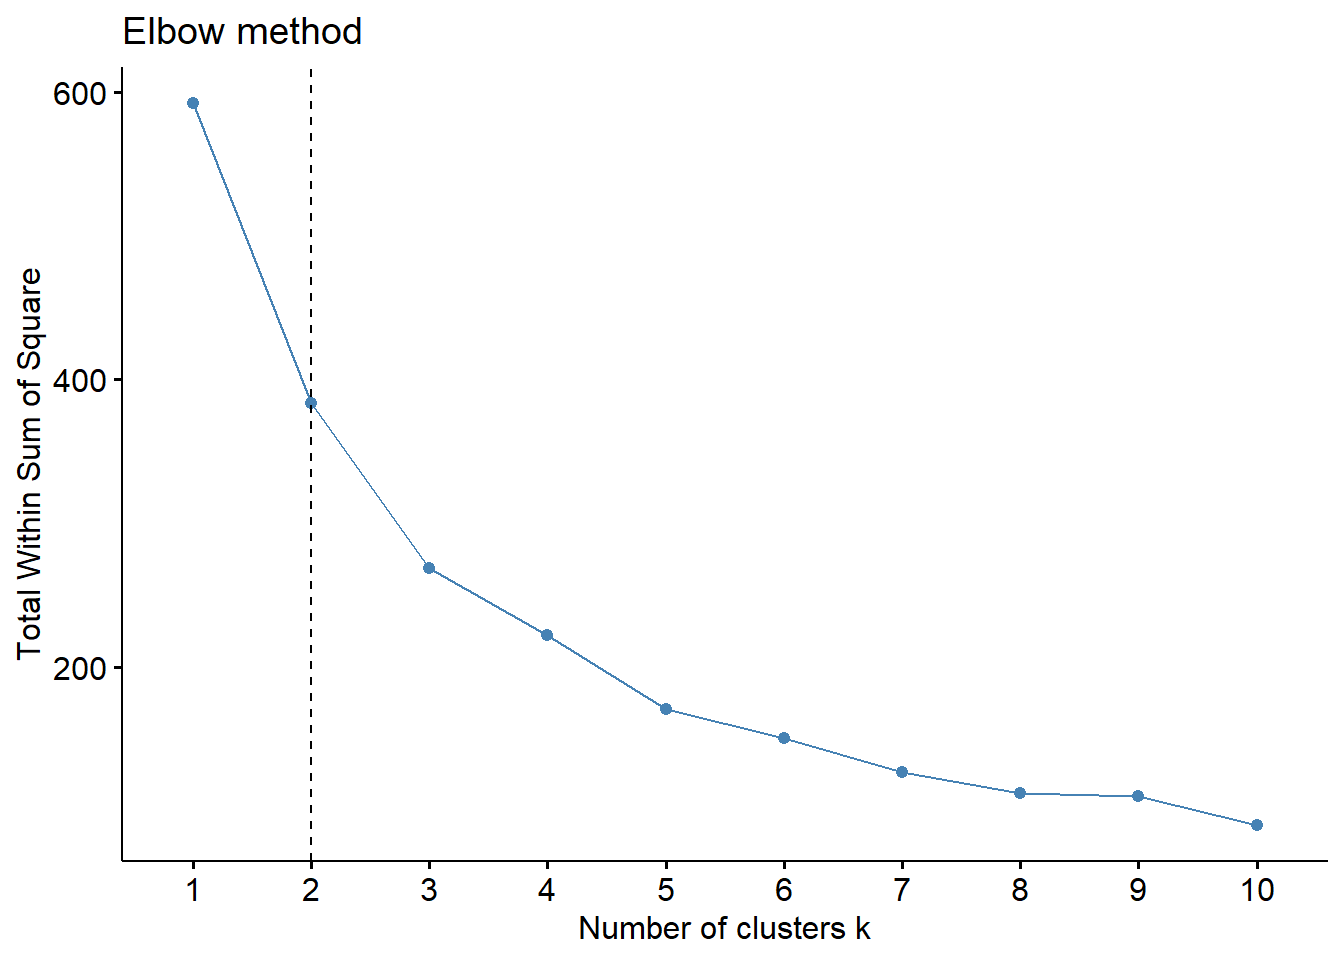 Elbow method
600
400
200
Total Within Sum of Square
1 2 3 4 5 6 7 8 9 10
Number of clusters k